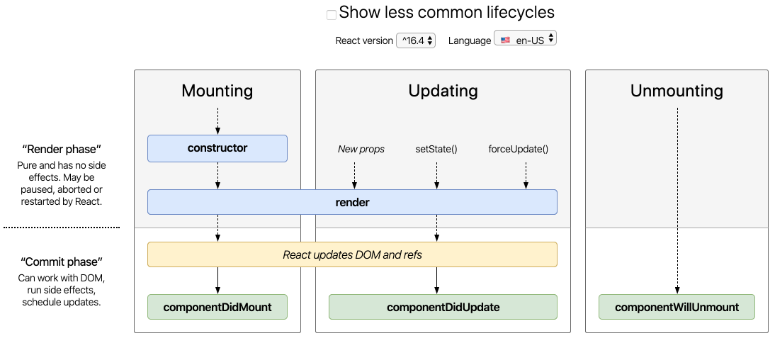 Show less common lifecycles
React version ^16.4 Language en-US
Mounting Updating Unmounting
“Render phase”
Pure and has no side
effects. May be
paused, aborted or
restarted by React.
constructor
New props setState() forceUpdate()
render
“Commit phase”
Can work with DOM,
run side effects,
schedule updates.
React updates DOM and refs
componentDidMount componentDidUpdate componentWillUnmount